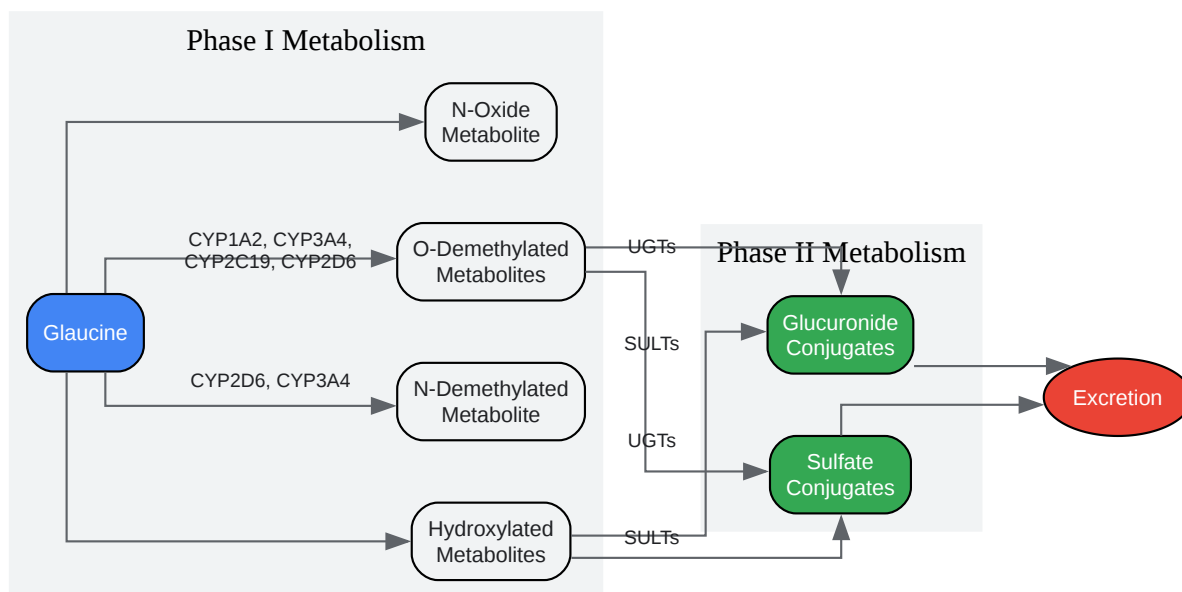 Phase I Metabolism
N-Oxide
Metabolite
CYP1A2, CYP3A4,
CYP2C19, CYP2D6
O-Demethylated
Metabolites
UGTs
Phase II Metabolism
Glaucine
Glucuronide
Conjugates
SULTs
CYP2D6, CYP3A4
N-Demethylated
Metabolite
Excretion
UGTs
Sulfate
Conjugates
Hydroxylated
Metabolites
SULTs